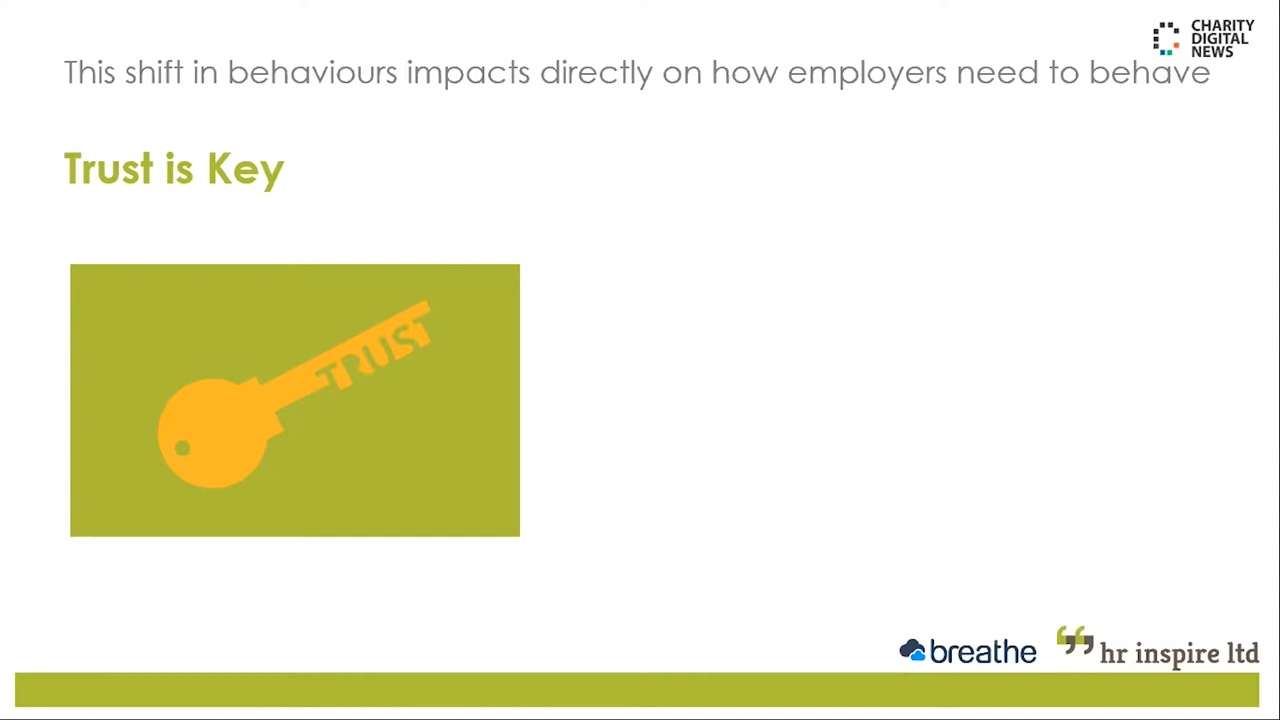 CHARITY
DIGITAL
NEWS
This shift in behaviours impacts directly on how employers need to behave
Trust is Key
TRUST
breathe
hr inspire ltd